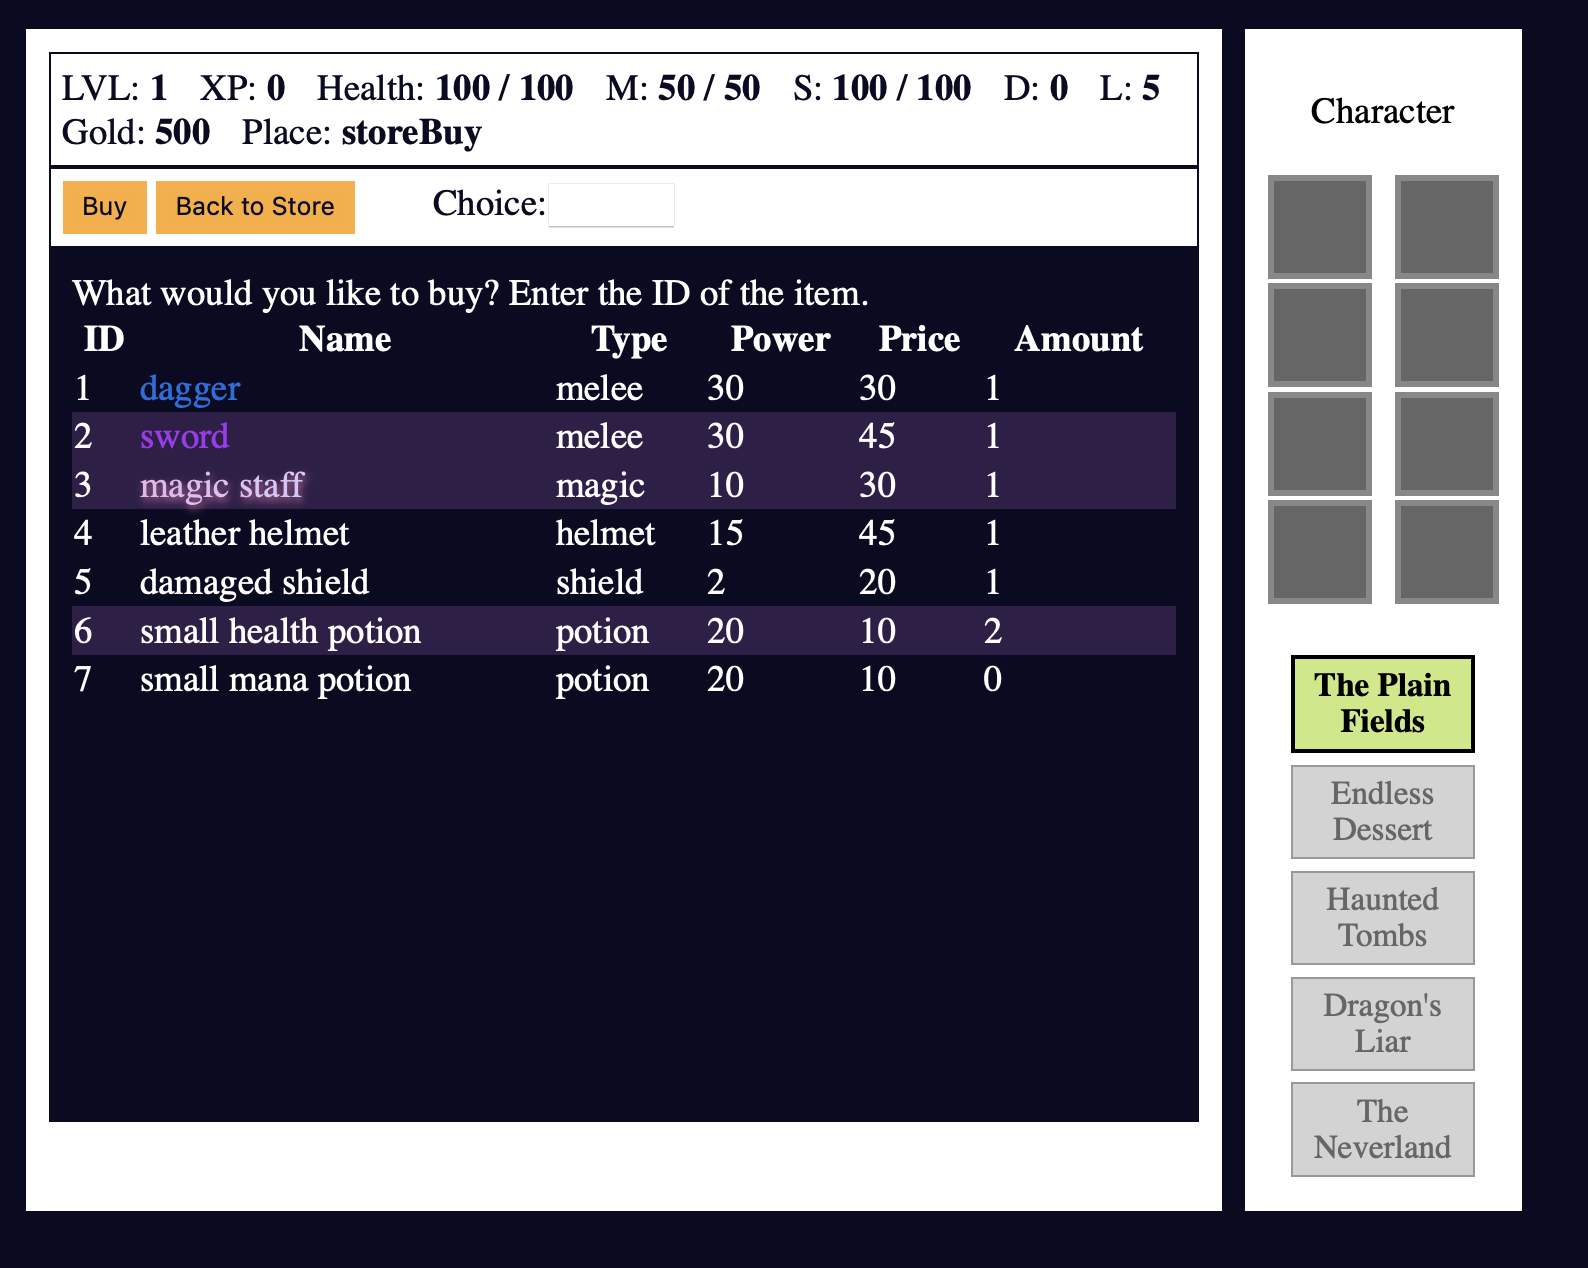 LVL: 1 XP: 0 Health: 100 / 100 M: 50 / 50 S: 100 / 100 D: 0 L: 5
Gold: 500 Place: storeBuy
Buy Back to Store Choice:
What would you like to buy? Enter the ID of the item.
ID Name Type Power Price Amount
1 dagger melee 30 30 1
2 sword melee 30 45 1
3 magic staff magic 10 30 1
4 leather helmet helmet 15 45 1
5 damaged shield shield 2 20 1
6 small health potion potion 20 10 2
7 small mana potion potion 20 10 0
Character
The Plain
Fields
Endless
Dessert
Haunted
Tombs
Dragon's
Liar
The
Neverland